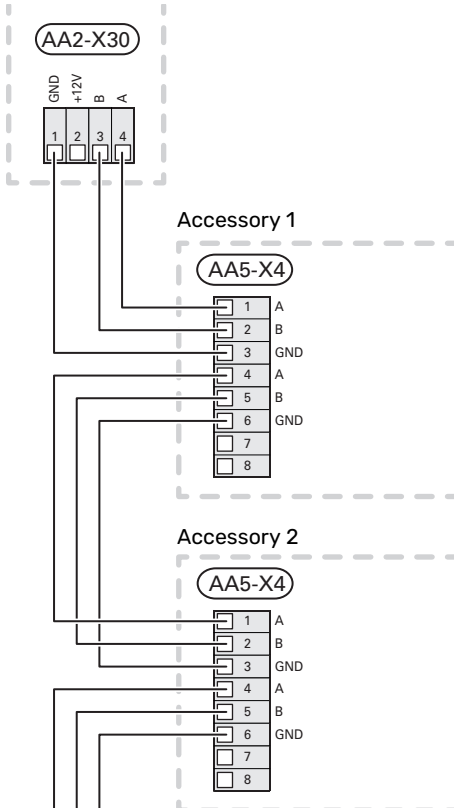 AA2-X30
GND +12V B A
1 2 3 4
Accessory 1
AA5-X4
1 A
2 B
3 GND
4 A
5 B
6 GND
7
8
Accessory 2
AA5-X4
1 A
2 B
3 GND
4 A
5 B
6 GND
7
8